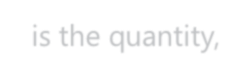 is the quantity,